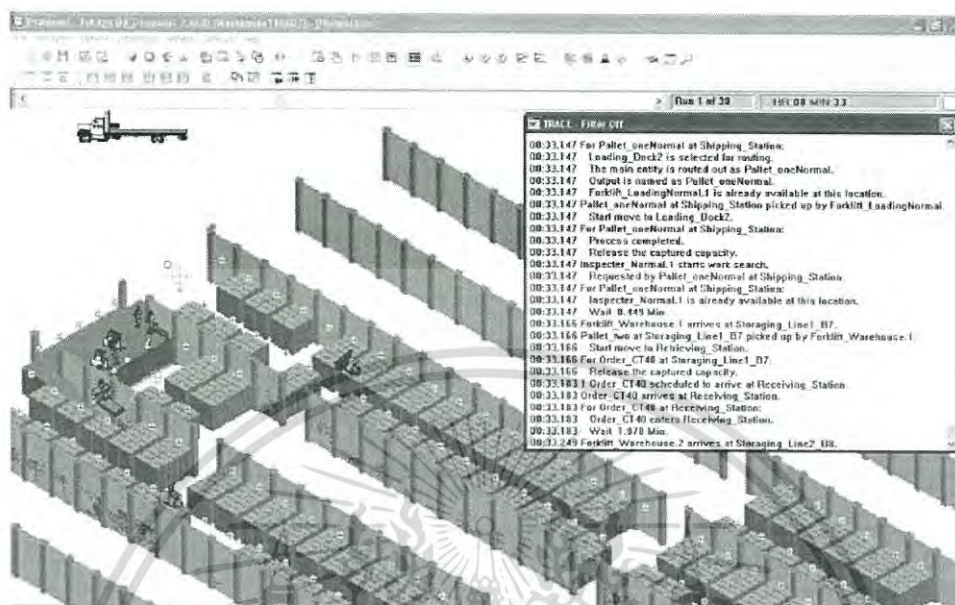 Run 1 of 30
TRACE - Filter Off
00:33.147 For Pallet_oneNormal at Shipping_Station:
00:33.147 Loading_Dock2 is selected for routing.
00:33.147 The main entity is routed out as Pallet_oneNormal.
00:33.147 Output is named as Pallet_oneNormal.
00:33.147 Forklift_LoadingNormal.1 is already available at this location.
00:33.147 Pallet_oneNormal at Shipping_Station picked up by Forklift_LoadingNormal.
00:33.147 Start move to Loading_Dock2.
00:33.147 For Pallet_oneNormal at Shipping_Station:
00:33.147 Process completed.
00:33.147 Release the captured capacity.
00:33.147 Inspecter_Normal.1 starts work search.
00:33.147 Requested by Pallet_oneNormal at Shipping_Station.
00:33.147 For Pallet_oneNormal at Shipping_Station:
00:33.147 Inspecter_Normal.1 is already available at this location.
00:33.147 Wait 0.449 Min.
00:33.166 Forklift_Warehouse.1 arrives at Storaging_Line1_B7.
00:33.166 Pallet_two at Storaging_Line1_B7 picked up by Forklift_Warehouse.1.
00:33.166 Start move to Retrieving_Station.
00:33.166 For Order_CT40 at Storaging_Line1_B7.
00:33.166 Release the captured capacity.
00:33.183 1 Order_CT40 scheduled to arrive at Receiving_Station
00:33.183 Order_CT40 arrives at Receiving_Station.
00:33.183 For Order_CT40 at Receiving_Station:
00:33.183 Order_CT40 enters Receiving_Station.
00:33.183 Wait 1.078 Min.
00:33.249 Forklift_Warehouse.2 arrives at Storaging_Line2_B8.